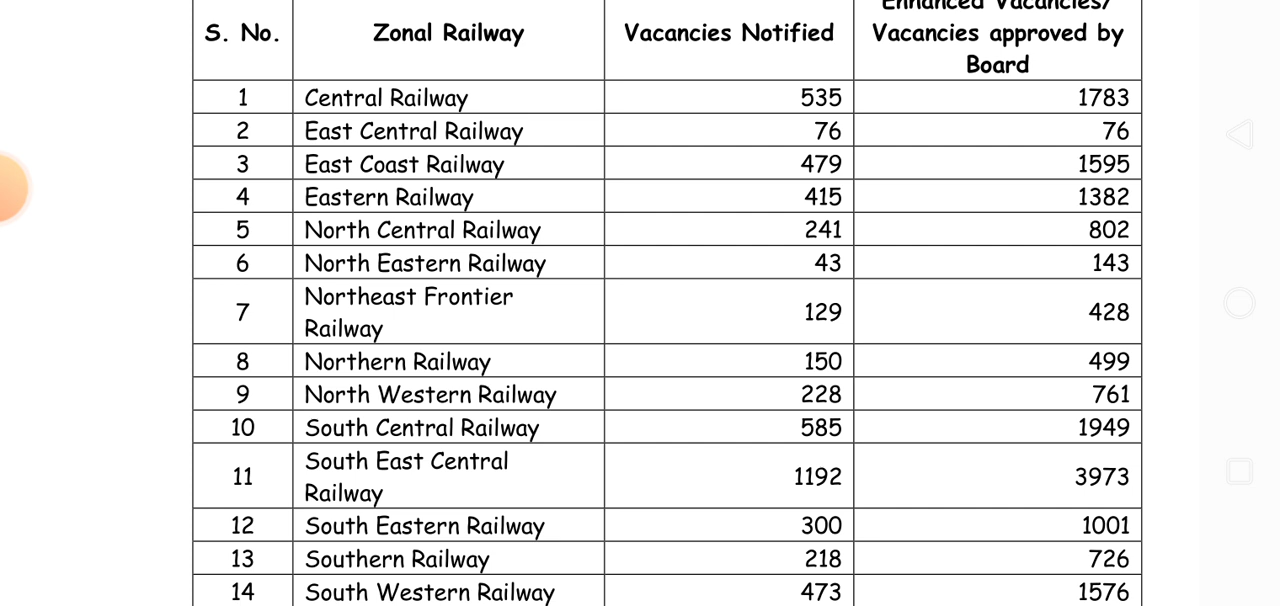 S. No. Zonal Railway Vacancies Notified Enhanced Vacancies/
Vacancies approved by
Board
1 Central Railway 535 1783
2 East Central Railway 76 76
3 East Coast Railway 479 1595
4 Eastern Railway 415 1382
5 North Central Railway 241 802
6 North Eastern Railway 43 143
7 Northeast Frontier
Railway 129 428
8 Northern Railway 150 499
9 North Western Railway 228 761
10 South Central Railway 585 1949
11 South East Central
Railway 1192 3973
12 South Eastern Railway 300 1001
13 Southern Railway 218 726
14 South Western Railway 473 1576